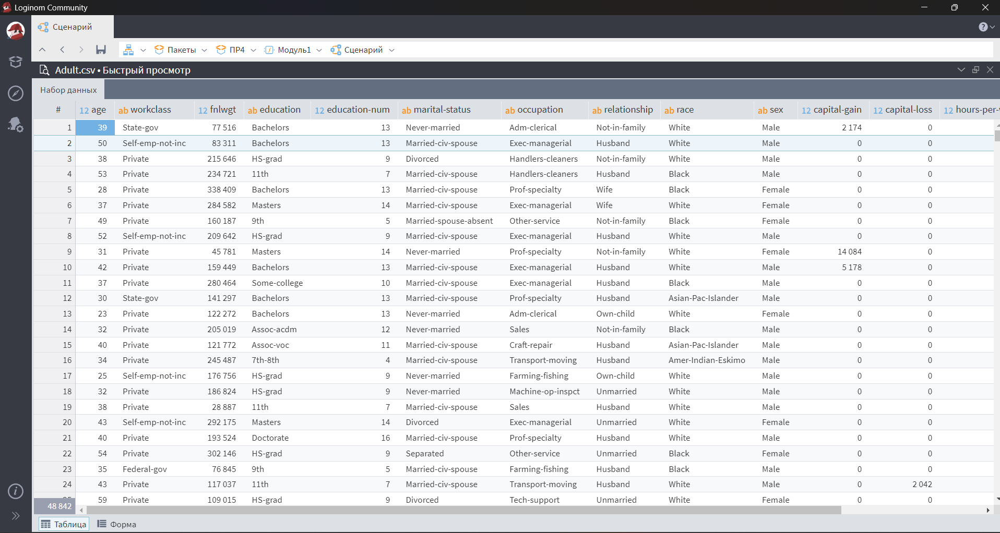 Loginom Community
Сценарий
Пакеты ПР4 Модуль1 Сценарий
Adult.csv • Быстрый просмотр
Набор данных
# 12 age ab workclass 12 fnlwgt ab education 12 education-num ab marital-status ab occupation ab relationship ab race ab sex 12 capital-gain 12 capital-loss 12 hours-per-
1 39 State-gov 77 516 Bachelors 13 Never-married Adm-clerical Not-in-family White Male 2 174 0
2 50 Self-emp-not-inc 83 311 Bachelors 13 Married-civ-spouse Exec-managerial Husband White Male 0 0
3 38 Private 215 646 HS-grad 9 Divorced Handlers-cleaners Not-in-family White Male 0 0
4 53 Private 234 721 11th 7 Married-civ-spouse Handlers-cleaners Husband Black Male 0 0
5 28 Private 338 409 Bachelors 13 Married-civ-spouse Prof-specialty Wife Black Female 0 0
6 37 Private 284 582 Masters 14 Married-civ-spouse Exec-managerial Wife White Female 0 0
7 49 Private 160 187 9th 5 Married-spouse-absent Other-service Not-in-family Black Female 0 0
8 52 Self-emp-not-inc 209 642 HS-grad 9 Married-civ-spouse Exec-managerial Husband White Male 0 0
9 31 Private 45 781 Masters 14 Never-married Prof-specialty Not-in-family White Female 14 084 0
10 42 Private 159 449 Bachelors 13 Married-civ-spouse Exec-managerial Husband White Male 5 178 0
11 37 Private 280 464 Some-college 10 Married-civ-spouse Exec-managerial Husband Black Male 0 0
12 30 State-gov 141 297 Bachelors 13 Married-civ-spouse Prof-specialty Husband Asian-Pac-Islander Male 0 0
13 23 Private 122 272 Bachelors 13 Never-married Adm-clerical Own-child White Female 0 0
14 32 Private 205 019 Assoc-acdm 12 Never-married Sales Not-in-family Black Male 0 0
15 40 Private 121 772 Assoc-voc 11 Married-civ-spouse Craft-repair Husband Asian-Pac-Islander Male 0 0
16 34 Private 245 487 7th-8th 4 Married-civ-spouse Transport-moving Husband Amer-Indian-Eskimo Male 0 0
17 25 Self-emp-not-inc 176 756 HS-grad 9 Never-married Farming-fishing Own-child White Male 0 0
18 32 Private 186 824 HS-grad 9 Never-married Machine-op-inspct Unmarried White Male 0 0
19 38 Private 28 887 11th 7 Married-civ-spouse Sales Husband White Male 0 0
20 43 Self-emp-not-inc 292 175 Masters 14 Divorced Exec-managerial Unmarried White Female 0 0
21 40 Private 193 524 Doctorate 16 Married-civ-spouse Prof-specialty Husband White Male 0 0
22 54 Private 302 146 HS-grad 9 Separated Other-service Unmarried Black Female 0 0
23 35 Federal-gov 76 845 9th 5 Married-civ-spouse Farming-fishing Husband Black Male 0 0
24 43 Private 117 037 11th 7 Married-civ-spouse Transport-moving Husband White Male 0 2 042
59 Private 109 015 HS-grad 9 Divorced Tech-support Unmarried White Female 0 0
48 842
Таблица Форма